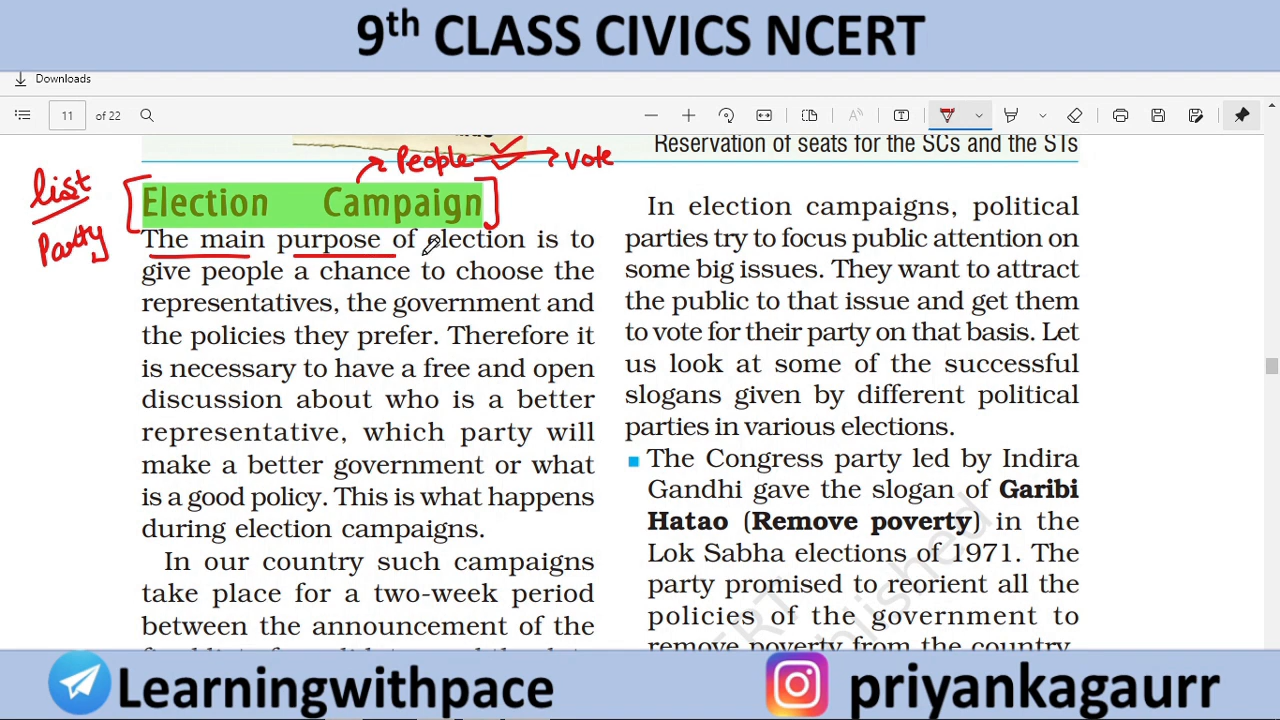 9th CLASS CIVICS NCERT
Downloads
11 of 22
Reservation of seats for the SCs and the STs
People Vote
list
Party
Election Campaign
The main purpose of election is to
give people a chance to choose the
representatives, the government and
the policies they prefer. Therefore it
is necessary to have a free and open
discussion about who is a better
representative, which party will
make a better government or what
is a good policy. This is what happens
during election campaigns.
In our country such campaigns
take place for a two-week period
between the announcement of the
In election campaigns, political
parties try to focus public attention on
some big issues. They want to attract
the public to that issue and get them
to vote for their party on that basis. Let
us look at some of the successful
slogans given by different political
parties in various elections.
The Congress party led by Indira
Gandhi gave the slogan of Garibi
Hatao (Remove poverty) in the
Lok Sabha elections of 1971. The
party promised to reorient all the
policies of the government to
remove poverty from the country.
Learningwithpace
priyankagaurr